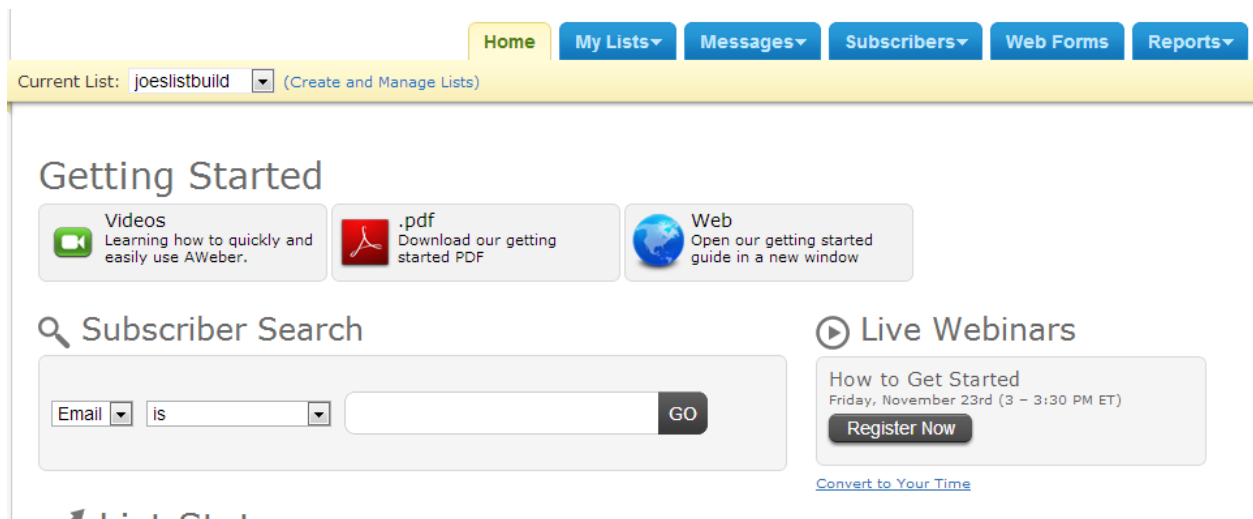 Home My Lists Messages Subscribers Web Forms Reports
Current List: joeslistbuild (Create and Manage Lists)
Getting Started
Videos
Learning how to quickly and
easily use AWeber.
.pdf
Download our getting
started PDF
Web
Open our getting started
guide in a new window
Subscriber Search
Email is GO
Live Webinars
How to Get Started
Friday, November 23rd (3 – 3:30 PM ET)
Register Now
Convert to Your Time